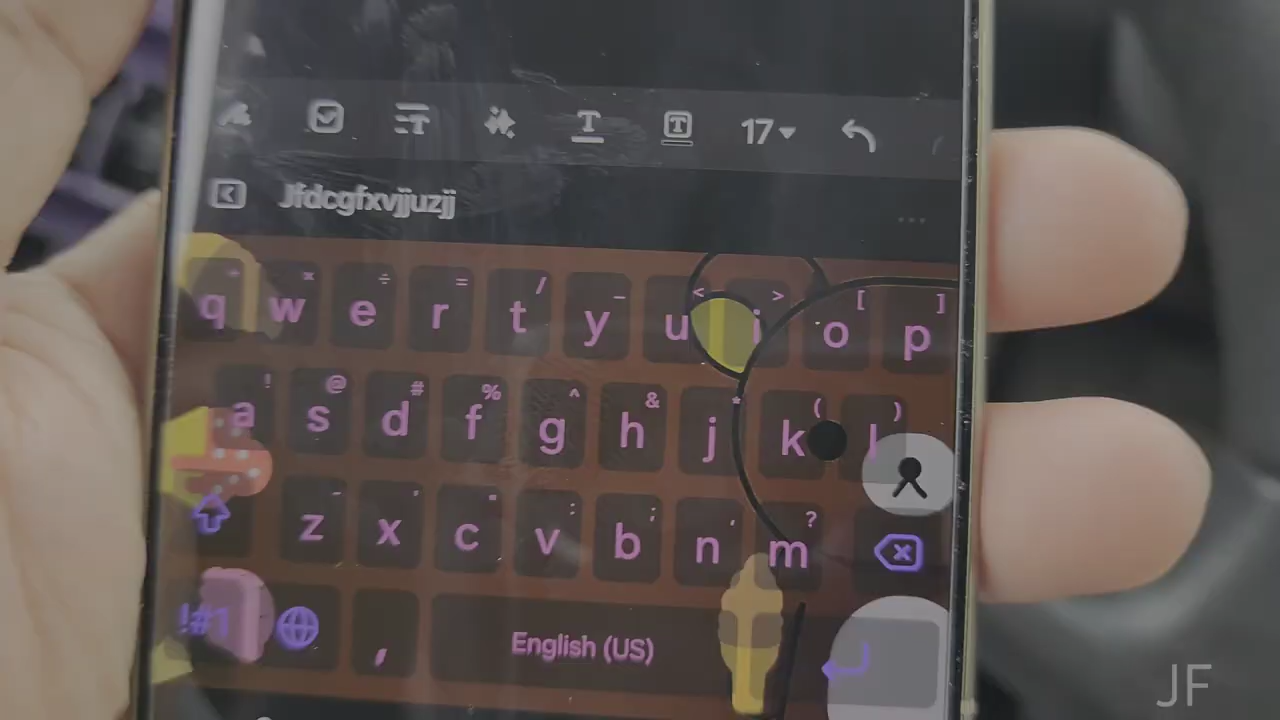 17
Jfdcgfxvjjuzjj
÷ = / _ < > [ ]
q w e r t y u i o p
! @ # % ^ & * ( )
a s d f g h j k l
- ' " : ; , ?
z x c v b n m
!#1 , English (US)
JF